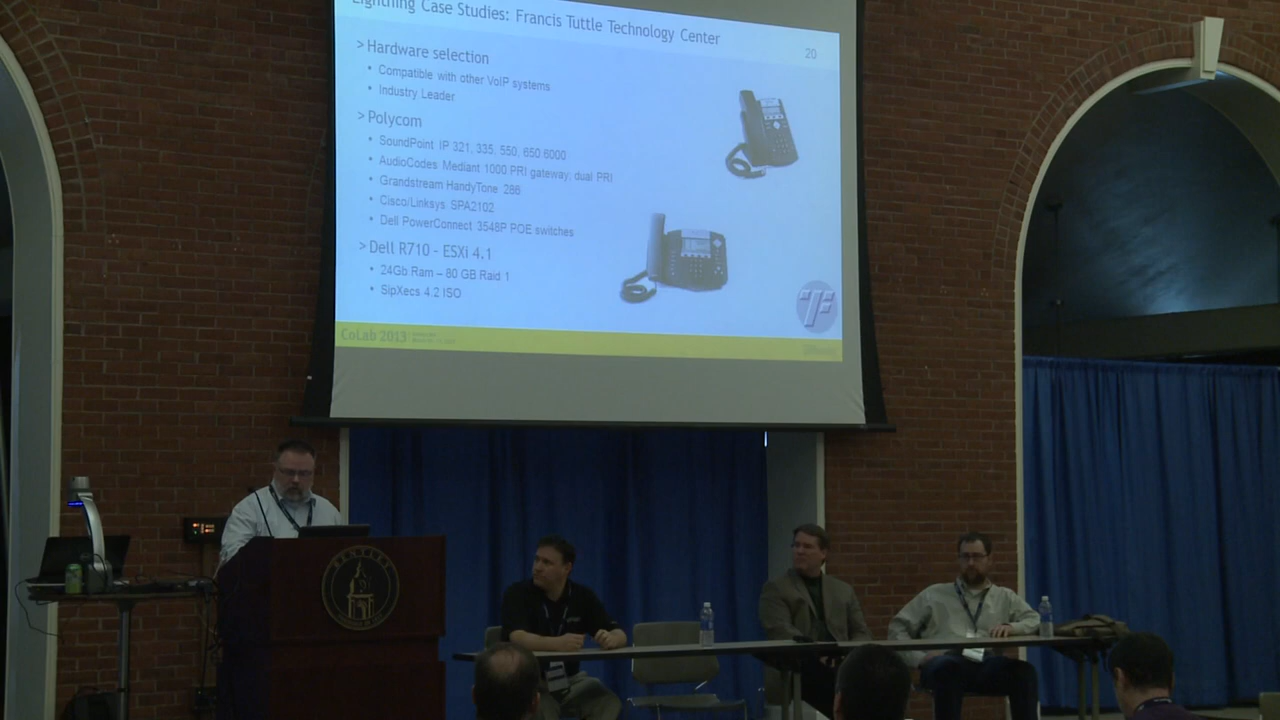 Lightning Case Studies: Francis Tuttle Technology Center
20
> Hardware selection
• Compatible with other VoIP systems
• Industry Leader
> Polycom
• SoundPoint IP 321, 335, 550, 650 6000
• AudioCodes Mediant 1000 PRI gateway, dual PRI
• Grandstream HandyTone 286
• Cisco/Linksys SPA2102
• Dell PowerConnect 3548P POE switches
> Dell R710 - ESXi 4.1
• 24Gb Ram – 80 GB Raid 1
• SipXecs 4.2 ISO
TF
CoLab 2013
BENTLEY